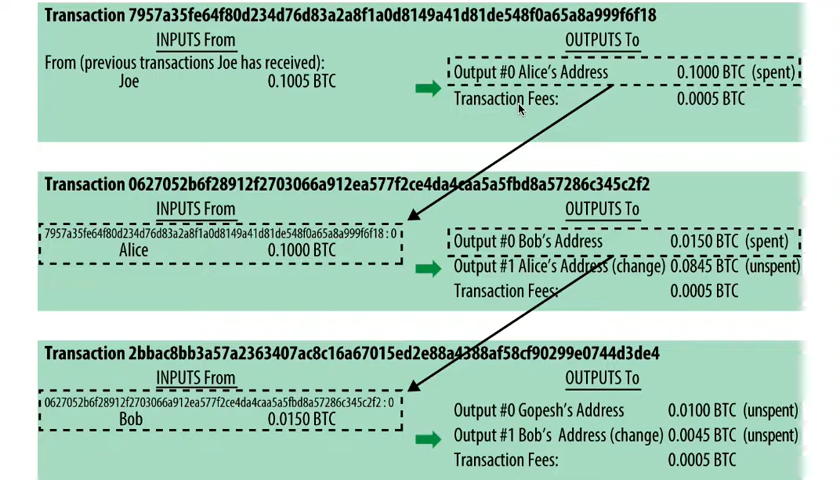 Transaction 7957a35fe64f80d234d76d83a2a8f1a0d8149a41d81de548f0a65a8a999f6f18
INPUTS From
OUTPUTS To
From (previous transactions Joe has received):
Joe 0.1005 BTC
Output #0 Alice's Address 0.1000 BTC (spent)
Transaction Fees: 0.0005 BTC
Transaction 0627052b6f28912f2703066a912ea577f2ce4da4caa5a5fbd8a57286c345c2f2
INPUTS From
OUTPUTS To
7957a35fe64f80d234d76d83a2a8f1a0d8149a41d81de548f0a65a8a999f6f18 : 0
Alice 0.1000 BTC
Output #0 Bob's Address 0.0150 BTC (spent)
Output #1 Alice's Address (change) 0.0845 BTC (unspent)
Transaction Fees: 0.0005 BTC
Transaction 2bbac8bb3a57a2363407ac8c16a67015ed2e88a4388af58cf90299e0744d3de4
INPUTS From
OUTPUTS To
0627052b6f28912f2703066a912ea577f2ce4da4caa5a5fbd8a57286c345c2f2 : 0
Bob 0.0150 BTC
Output #0 Gopesh's Address 0.0100 BTC (unspent)
Output #1 Bob's Address (change) 0.0045 BTC (unspent)
Transaction Fees: 0.0005 BTC